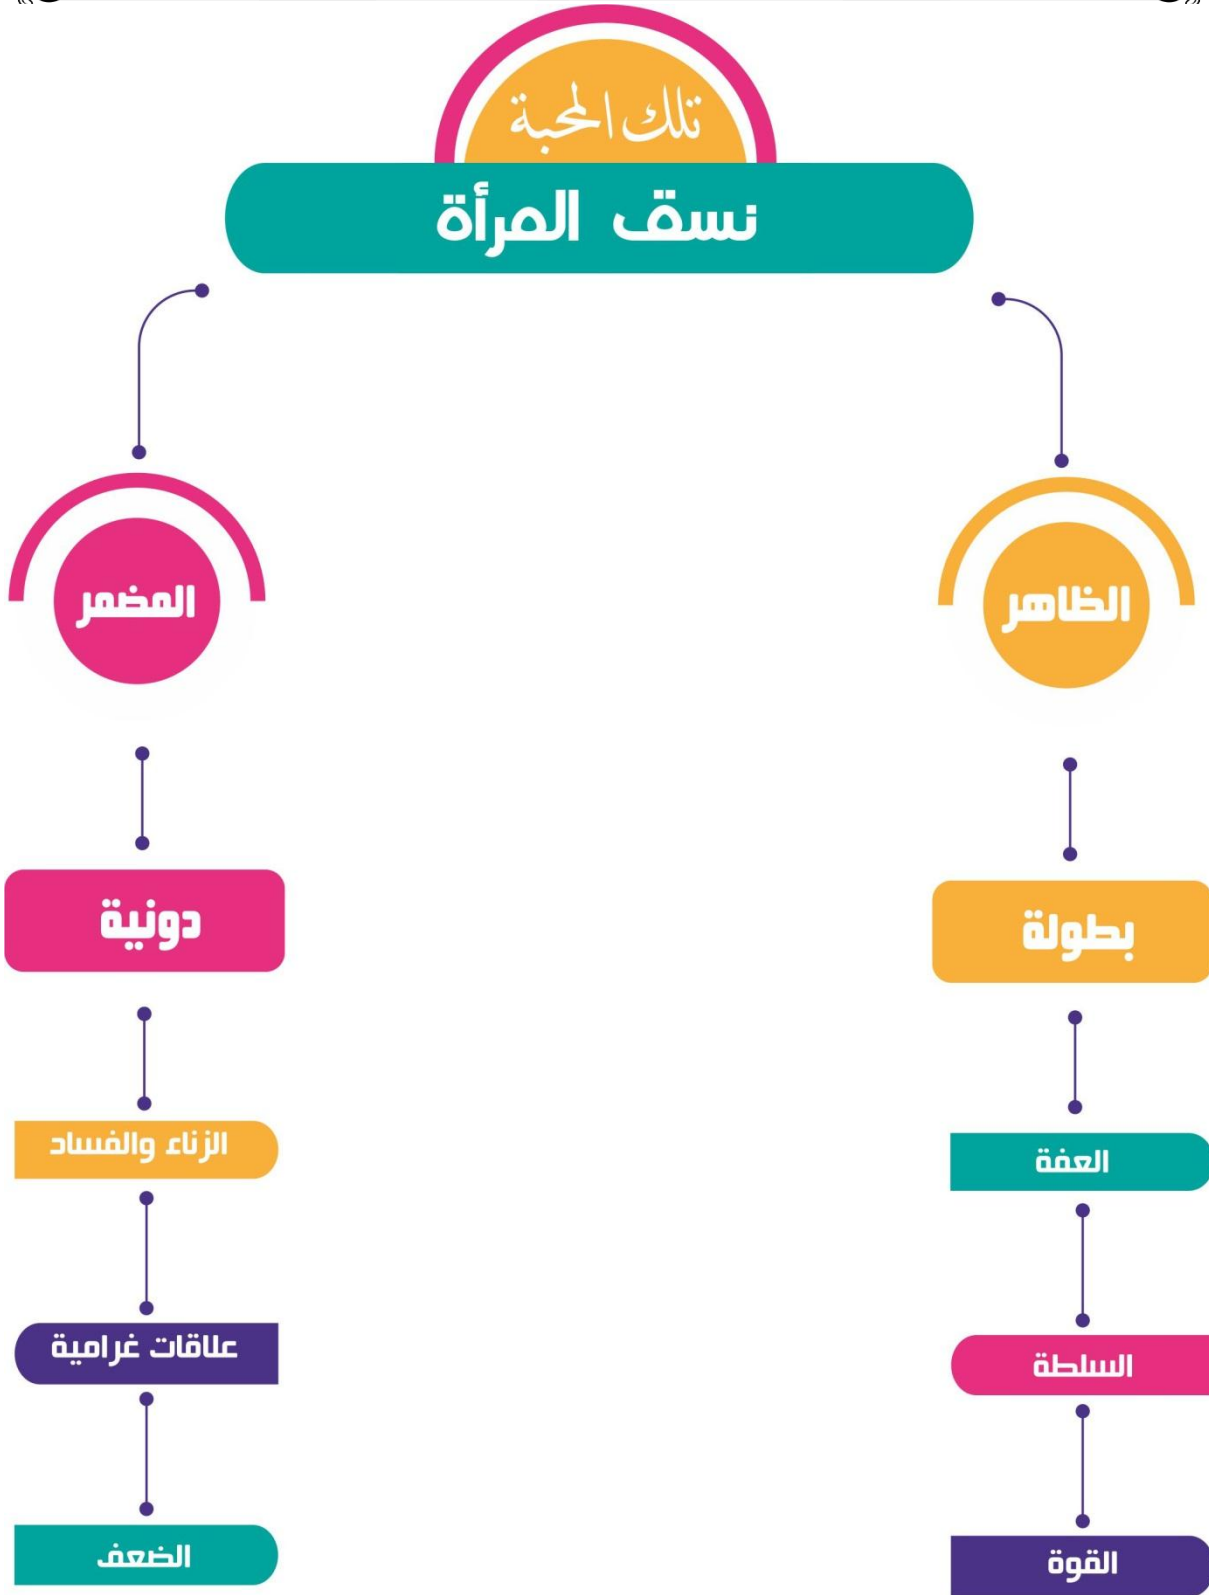 تلك المحبة
نسق المرأة
الظاهر
المضمر
بطولة
دونية
العفة
الزناء والفساد
السلطة
علاقات غرامية
القوة
الضعف